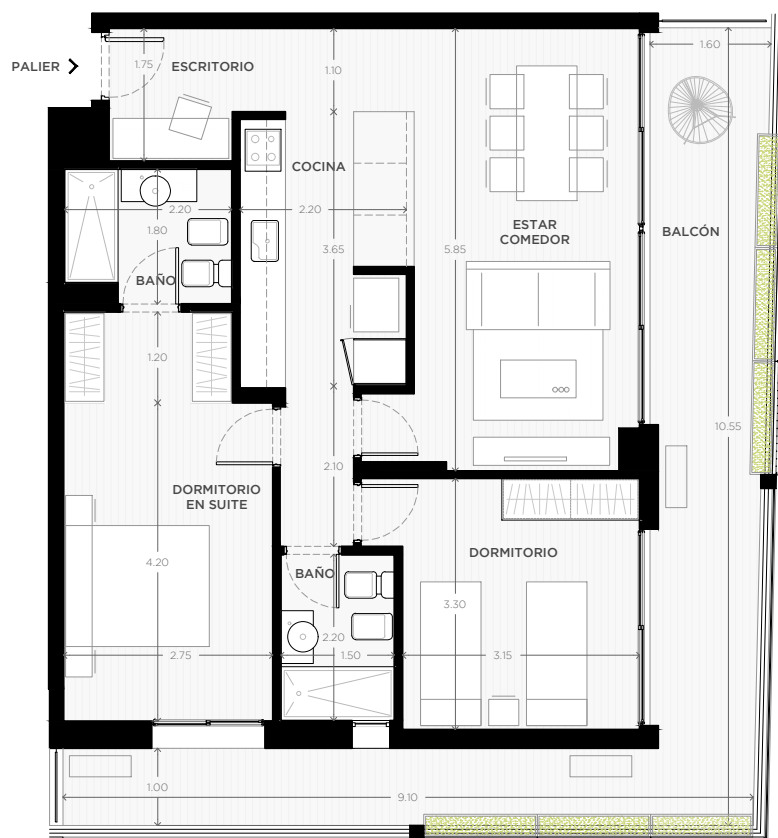 1.60
PALIER
1.75
ESCRITORIO
1.10
COCINA
2.20
2.20
1.80
ESTAR
COMEDOR
BALCÓN
3.65
5.85
BAÑO
1.20
10.55
2.10
DORMITORIO
EN SUITE
DORMITORIO
4.20
BAÑO
3.30
2.20
2.75
1.50
3.15
1.00
9.10